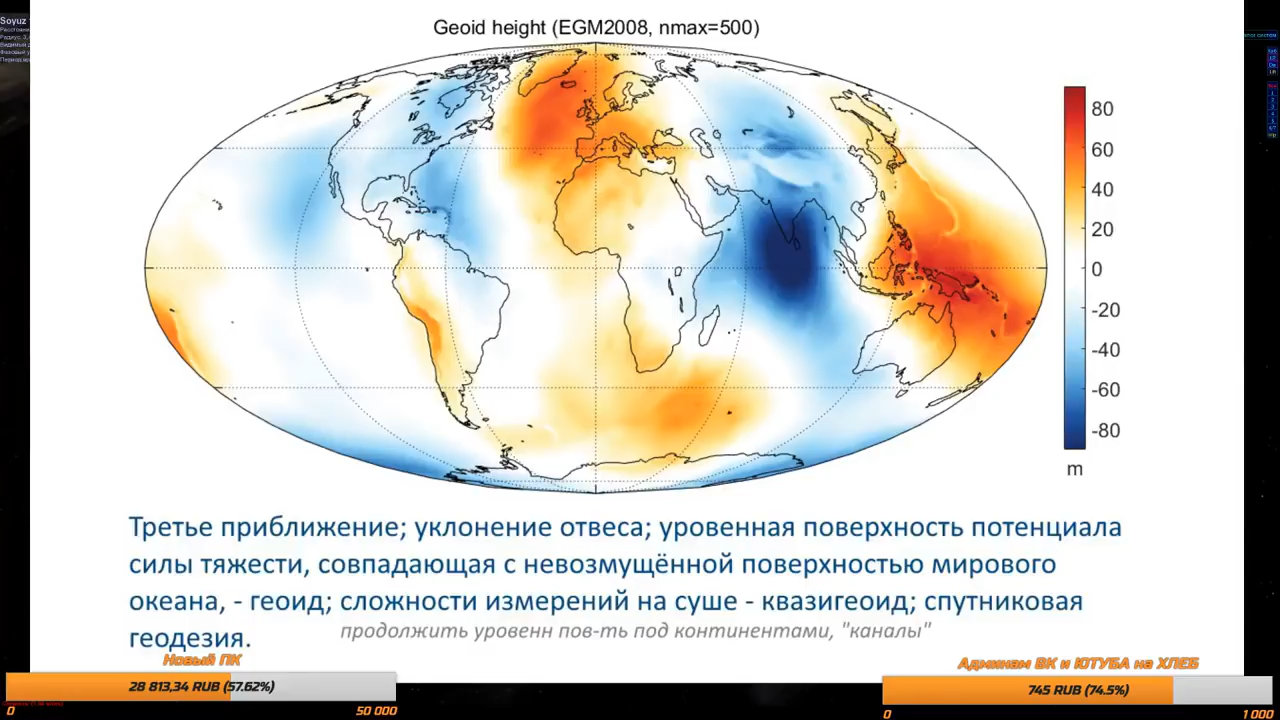 Geoid height (EGM2008, nmax=500)
Soyuz
80
60
40
20
0
-20
-40
-60
-80
m
Третье приближение; уклонение отвеса; уровенная поверхность потенциала
силы тяжести, совпадающая с невозмущённой поверхностью мирового
океана, - геоид; сложности измерений на суше - квазигеоид; спутниковая
геодезия.
продолжить уровенн пов-ть под континентами, "каналы"
Новый ПК
28 813,34 RUB (57.62%)
0
50 000
Админам ВК и ЮТУБА на ХЛЕБ
745 RUB (74.5%)
0
1 000